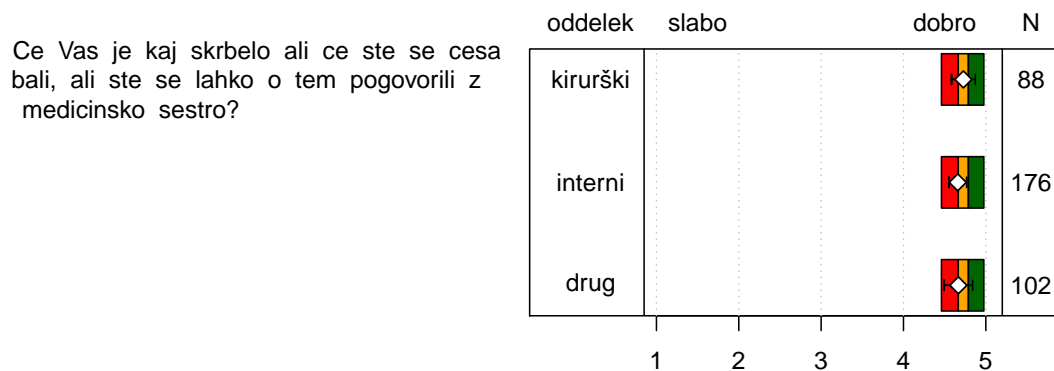 oddelek slabo dobro N
Ce Vas je kaj skrbelo ali ce ste se cesa
bali, ali ste se lahko o tem pogovorili z
medicinsko sestro?
kirurški 88
interni 176
drug 102
1 2 3 4 5